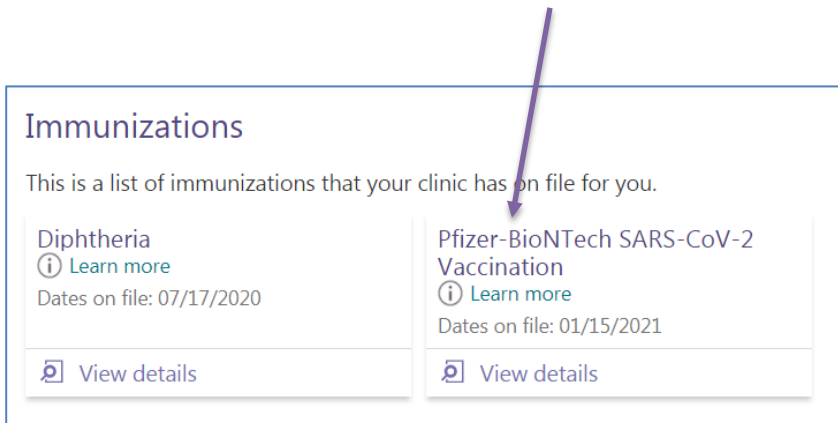 Immunizations
This is a list of immunizations that your clinic has on file for you.
Diphtheria
Learn more
Dates on file: 07/17/2020
View details
Pfizer-BioNTech SARS-CoV-2
Vaccination
Learn more
Dates on file: 01/15/2021
View details